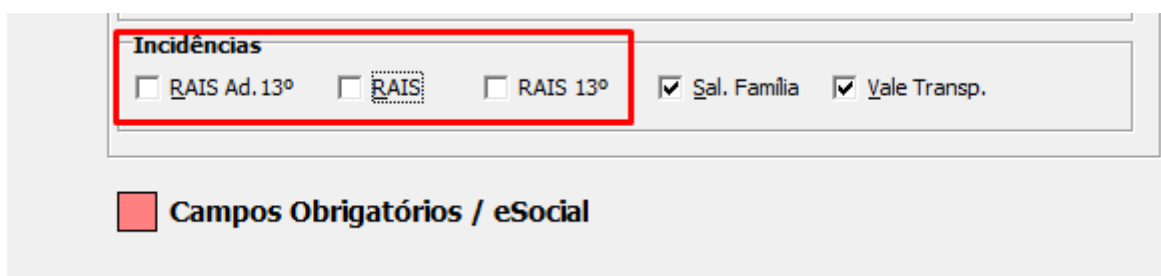 Incidências
RAIS Ad. 13º RAIS RAIS 13º Sal. Família Vale Transp.
Campos Obrigatórios / eSocial